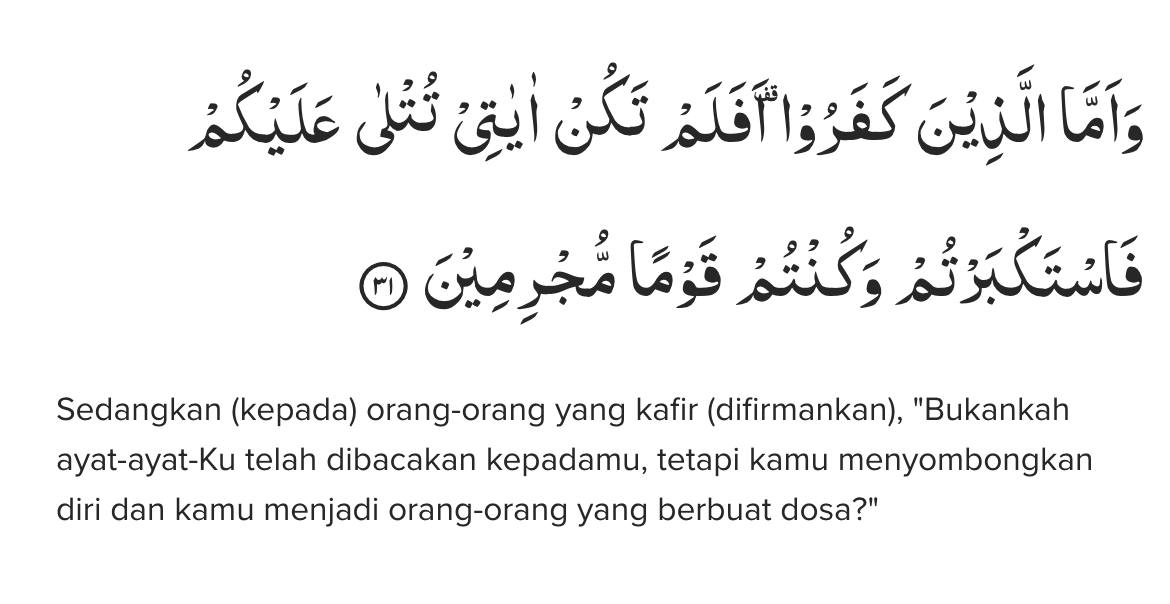 وَاَمَّا الَّذِيْنَ كَفَرُوْاۗ اَفَلَمْ تَكُنْ اٰيٰتِيْ تُتْلٰى عَلَيْكُمْ
فَاسْتَكْبَرْتُمْ وَكُنْتُمْ قَوْمًا مُّجْرِمِيْنَ ٣١
Sedangkan (kepada) orang-orang yang kafir (difirmankan), "Bukankah
ayat-ayat-Ku telah dibacakan kepadamu, tetapi kamu menyombongkan
diri dan kamu menjadi orang-orang yang berbuat dosa?"